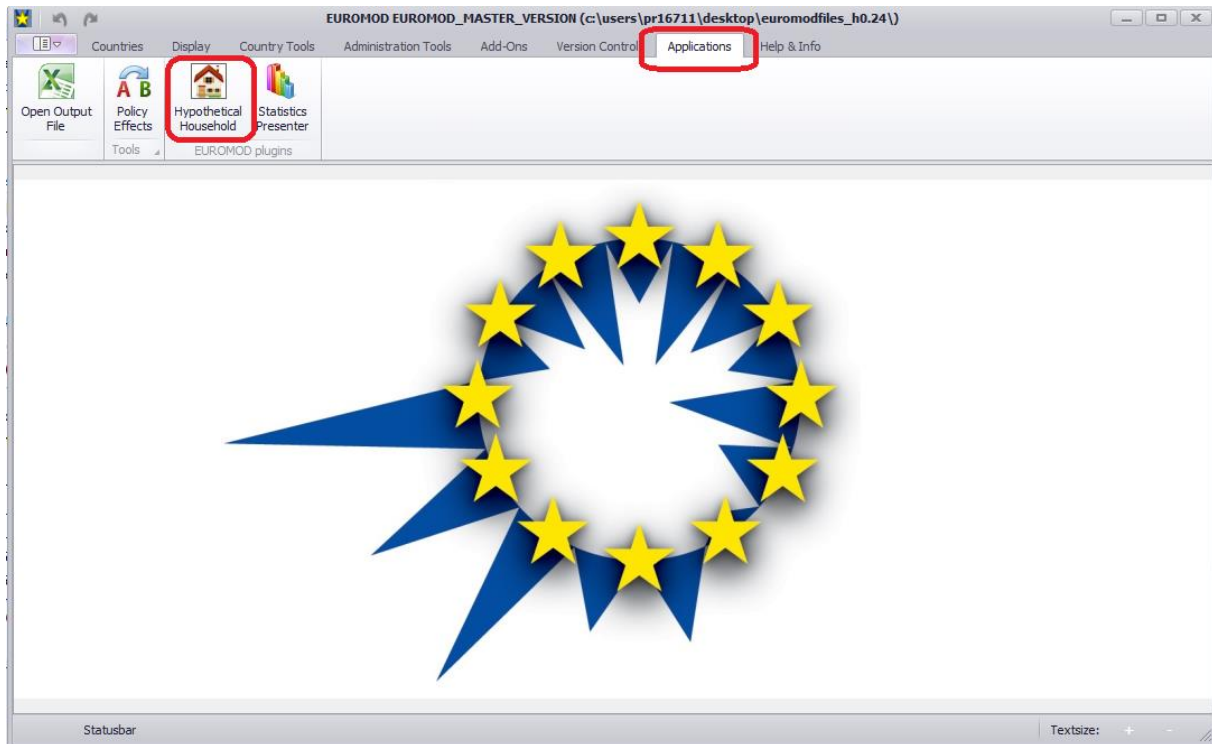 EUROMOD EUROMOD_MASTER_VERSION (c:\users\pr16711\desktop\euromodfiles_h0.24\)
Countries Display Country Tools Administration Tools Add-Ons Version Control Applications Help & Info
Open Output File
Policy Effects
Hypothetical Household
Statistics Presenter
Tools
EUROMOD plugins
Statusbar
Textsize: + -